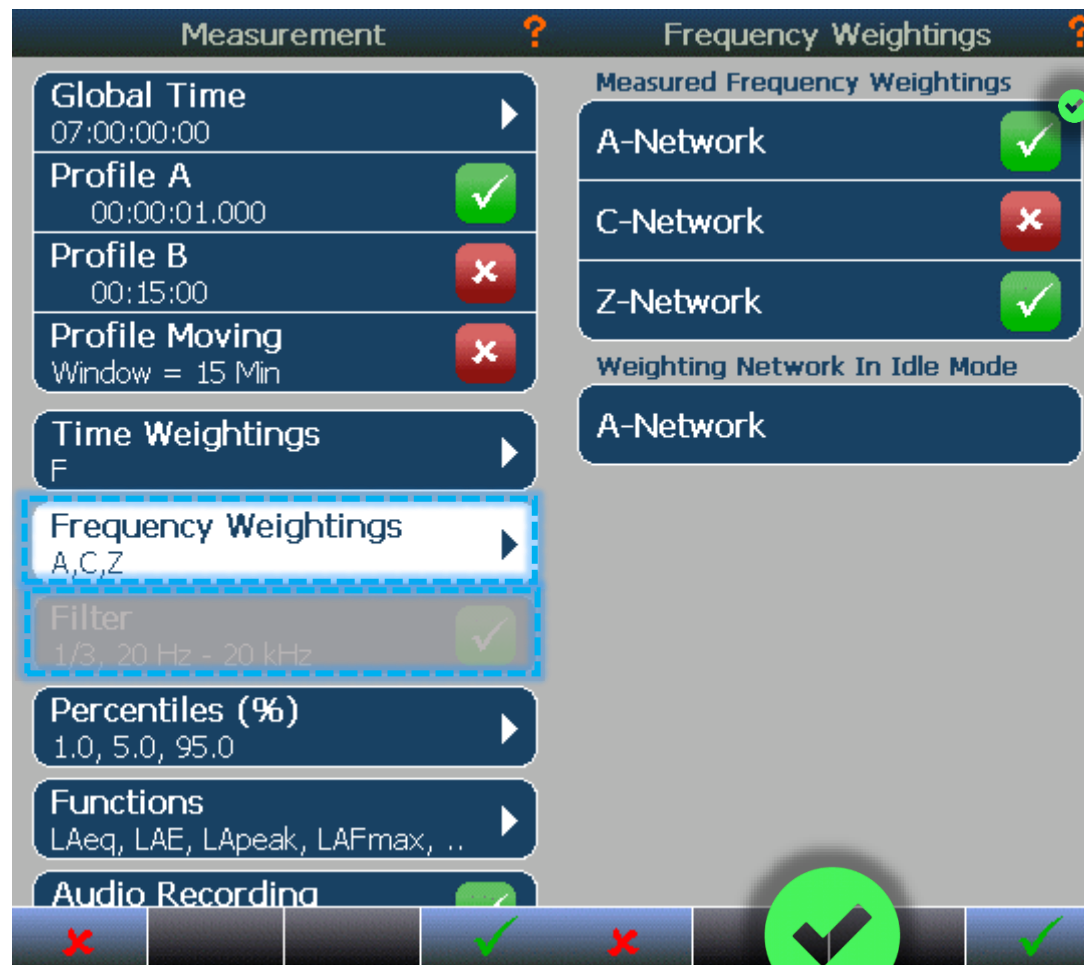 Measurement ?
Global Time
07:00:00:00
Profile A
00:00:01.000
Profile B
00:15:00
Profile Moving
Window = 15 Min
Time Weightings
F
Frequency Weightings
A,C,Z
Filter
1/3, 20 Hz - 20 kHz
Percentiles (%)
1.0, 5.0, 95.0
Functions
LAeq, LAE, LApeak, LAFmax, ..
Audio Recording
Frequency Weightings ?
Measured Frequency Weightings
A-Network
C-Network
Z-Network
Weighting Network In Idle Mode
A-Network